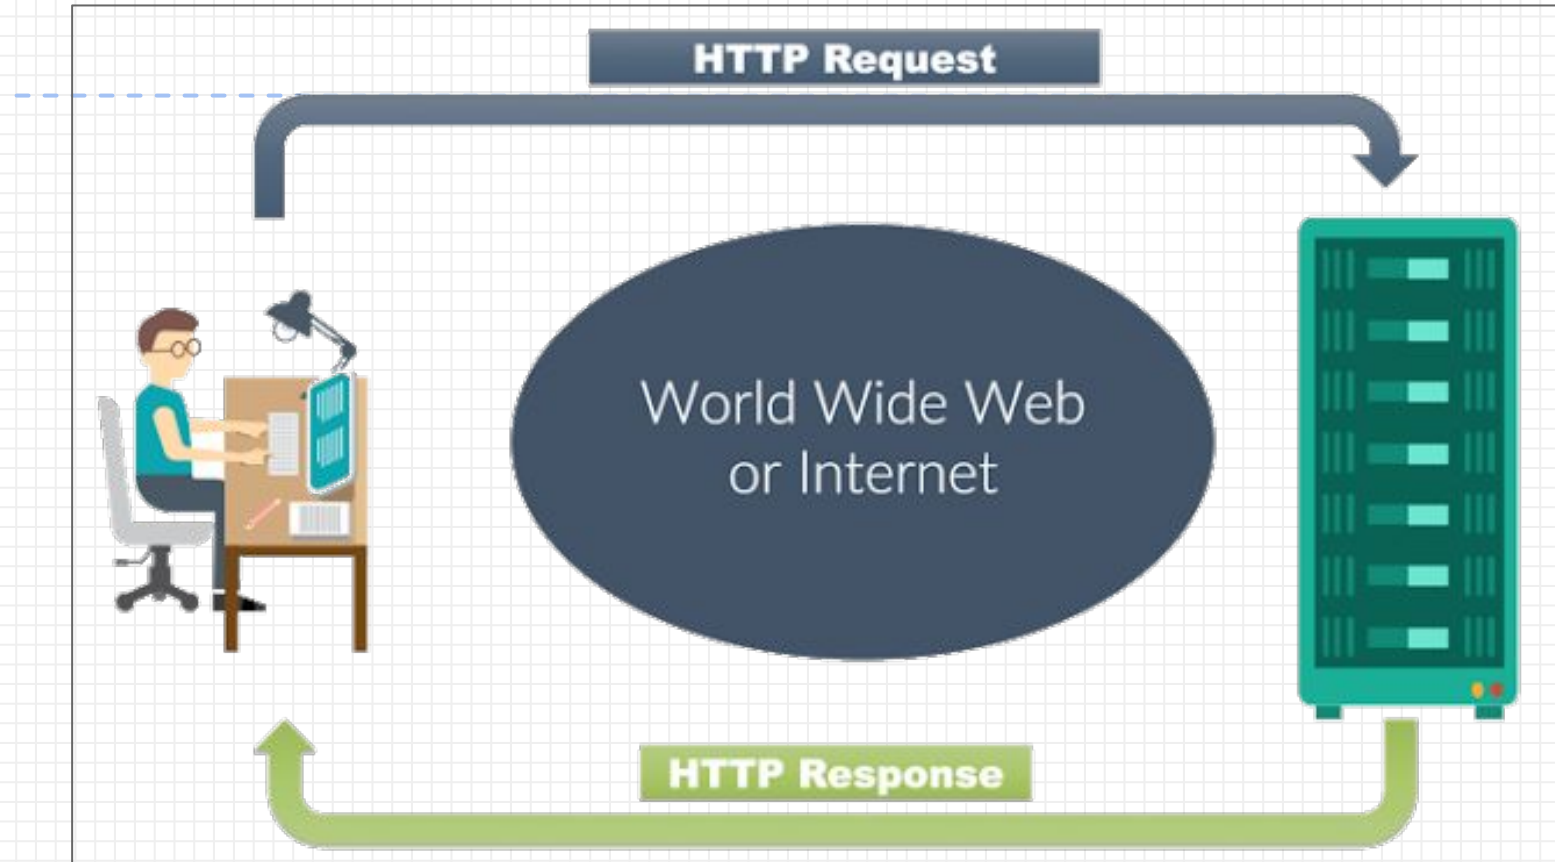 HTTP Request
World Wide Web
or Internet
HTTP Response